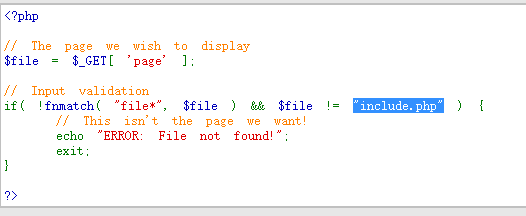 <?php
// The page we wish to display
$file = $_GET[ 'page' ];
// Input validation
if( !fnmatch( "file*", $file ) && $file != "include.php" ) {
// This isn't the page we want!
echo "ERROR: File not found!";
exit;
}
?>